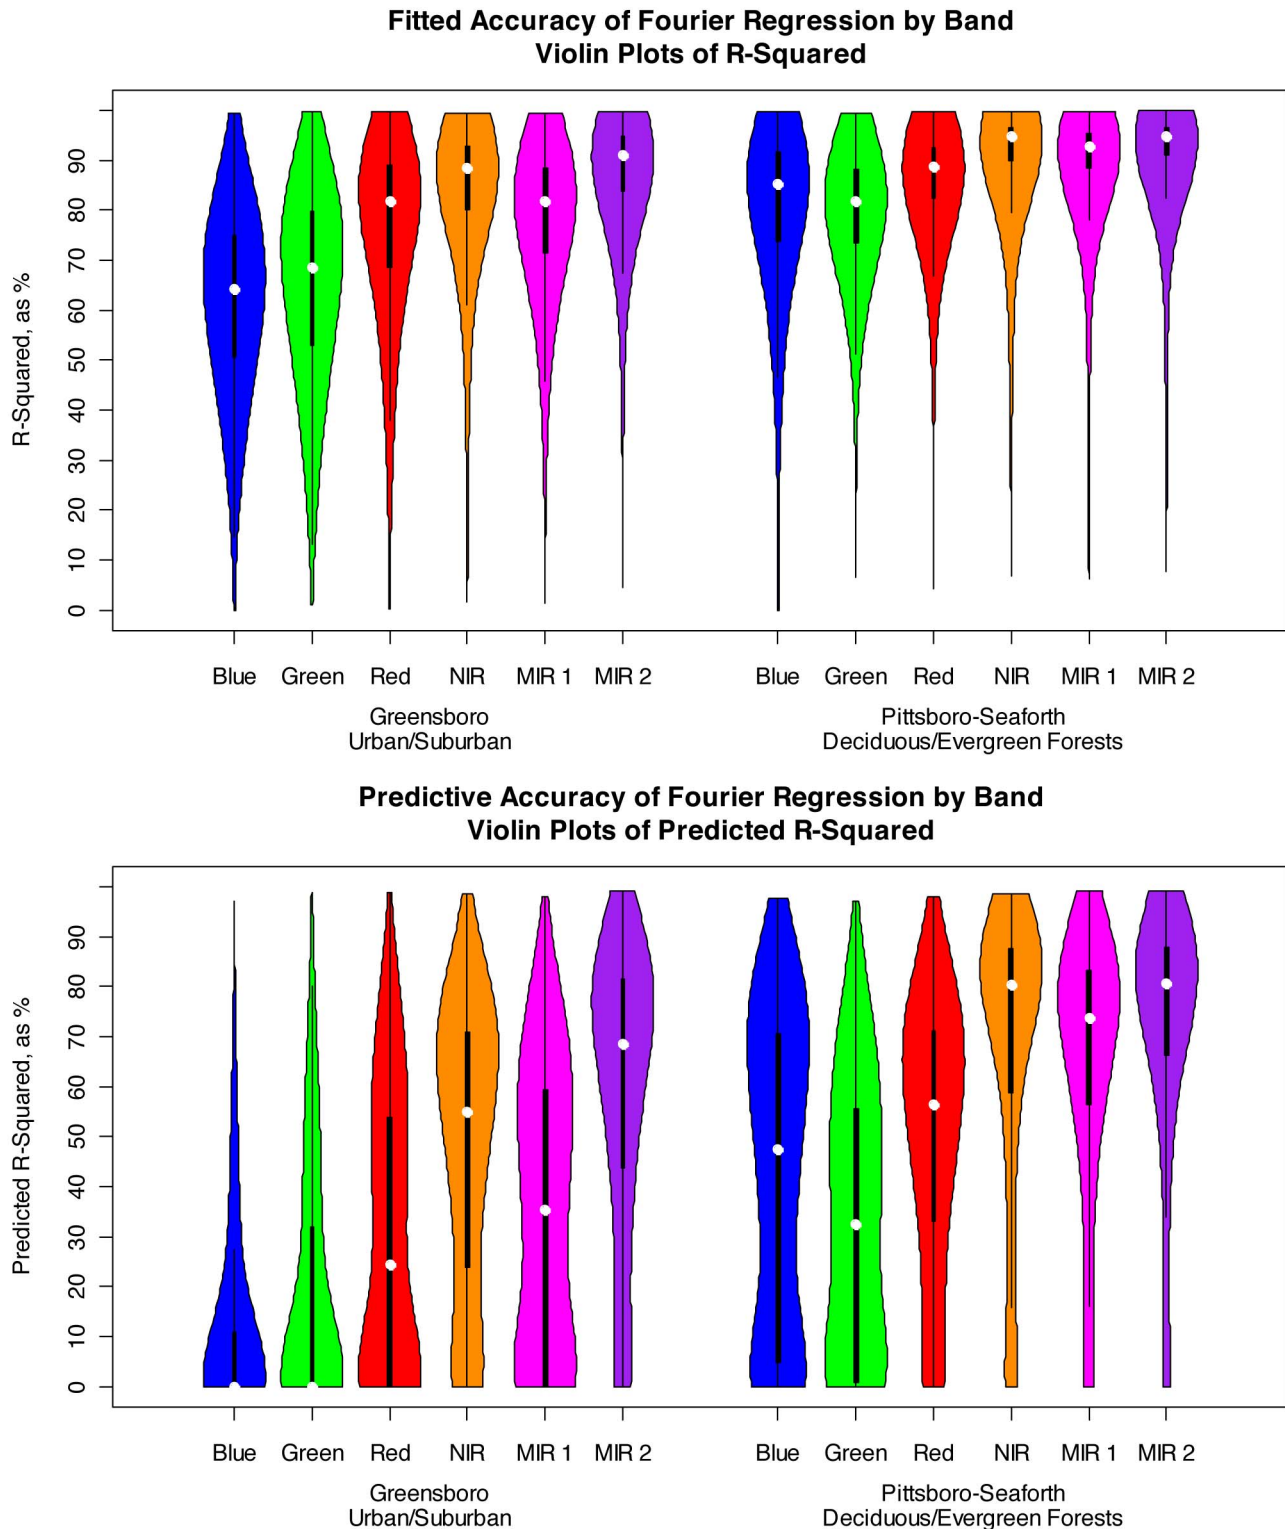 Fitted Accuracy of Fourier Regression by Band
Violin Plots of R-Squared
R-Squared, as %
90
80
70
60
50
40
30
20
10
0
Blue Green Red NIR MIR 1 MIR 2 Blue Green Red NIR MIR 1 MIR 2
Greensboro Pittsboro-Seaforth
Urban/Suburban Deciduous/Evergreen Forests
Predictive Accuracy of Fourier Regression by Band
Violin Plots of Predicted R-Squared
Predicted R-Squared, as %
90
80
70
60
50
40
30
20
10
0
Blue Green Red NIR MIR 1 MIR 2 Blue Green Red NIR MIR 1 MIR 2
Greensboro Pittsboro-Seaforth
Urban/Suburban Deciduous/Evergreen Forests